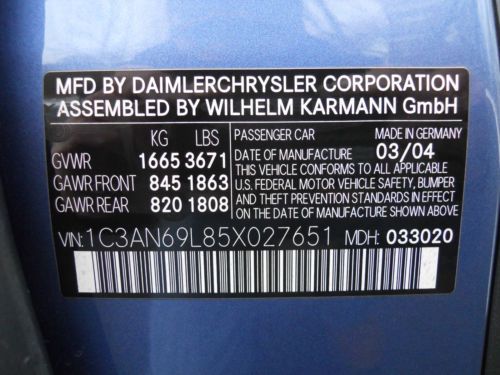 MFD BY DAIMLERCHRYSLER CORPORATION
ASSEMBLED BY WILHELM KARMANN GmbH
KG LBS
GVWR 1665 3671
GAWR FRONT 845 1863
GAWR REAR 820 1808
PASSENGER CAR MADE IN GERMANY
DATE OF MANUFACTURE 03/04
THIS VEHICLE CONFORMS TO ALL APPLICABLE
U.S. FEDERAL MOTOR VEHICLE SAFETY, BUMPER
AND THEFT PREVENTION STANDARDS IN EFFECT
ON THE DATE OF MANUFACTURE SHOWN ABOVE
VIN: 1C3AN69L85X027651 MDH: 033020